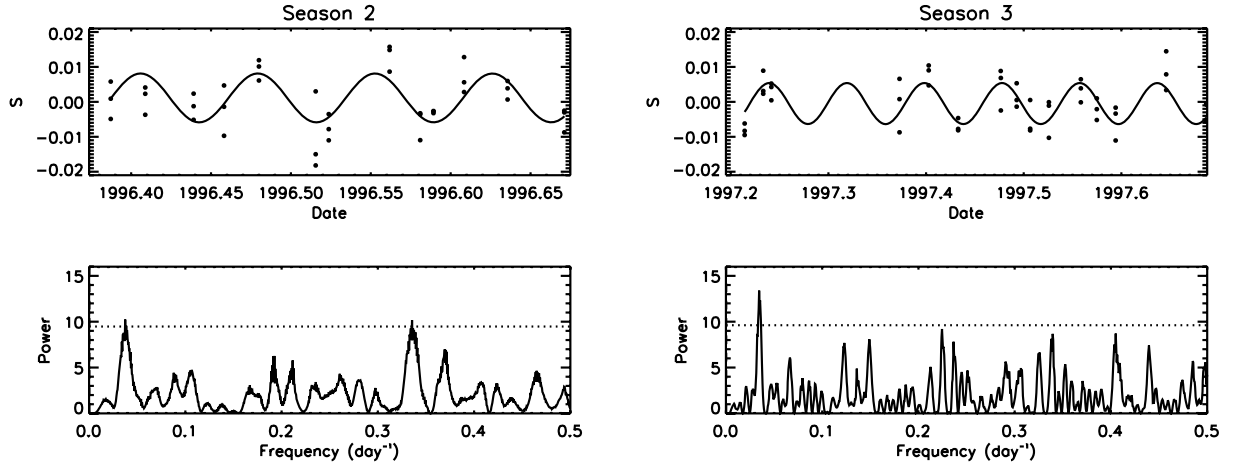 Season 2
Season 3
0.02
0.01
0.00
−0.01
−0.02
S
1996.40 1996.45 1996.50 1996.55 1996.60 1996.65
Date
0.02
0.01
0.00
−0.01
−0.02
S
1997.2 1997.3 1997.4 1997.5 1997.6
Date
15
10
5
0
Power
0.0 0.1 0.2 0.3 0.4 0.5
Frequency (day⁻¹)
15
10
5
0
Power
0.0 0.1 0.2 0.3 0.4 0.5
Frequency (day⁻¹)